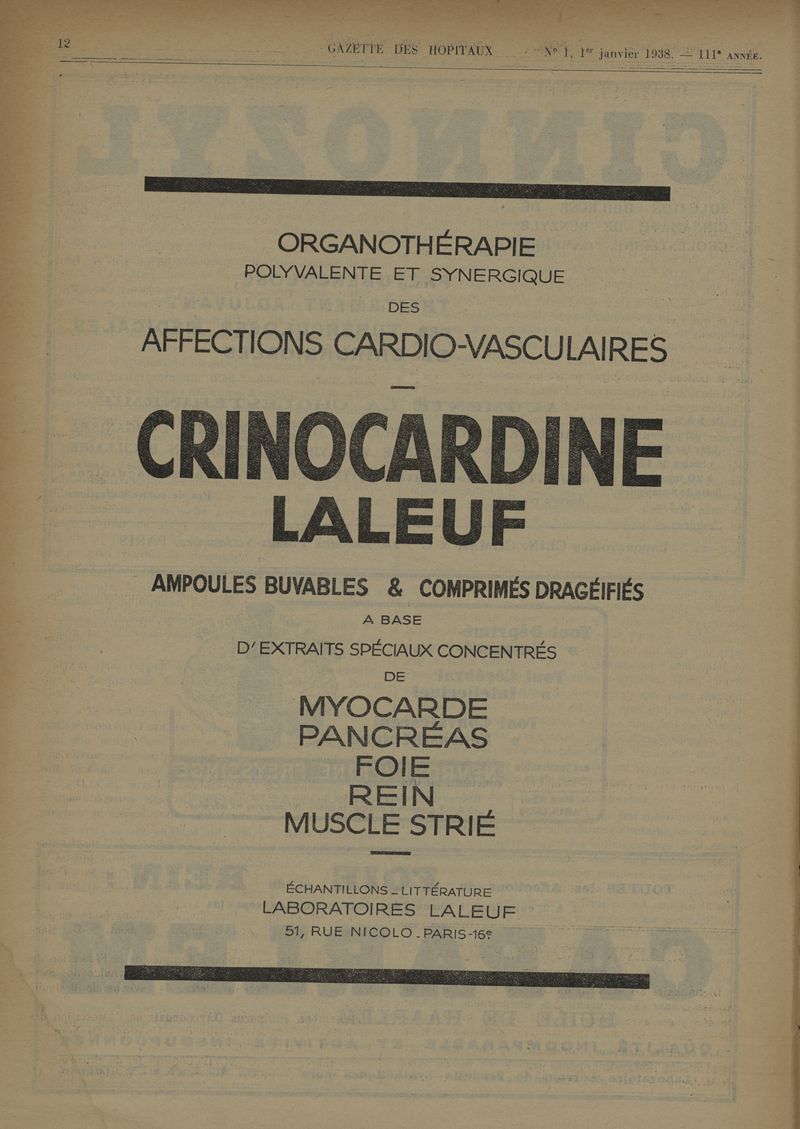 12
GAZETTE DES HOPITAUX
N° 1, 1er janvier 1938. — 111e ANNÉE.
ORGANOTHÉRAPIE
POLYVALENTE ET SYNERGIQUE
DES
AFFECTIONS CARDIO-VASCULAIRES
CRINOCARDINE
LALEUF
AMPOULES BUVABLES & COMPRIMÉS DRAGÉIFIÉS
A BASE
D'EXTRAITS SPÉCIAUX CONCENTRÉS
DE
MYOCARDE
PANCRÉAS
FOIE
REIN
MUSCLE STRIÉ
ÉCHANTILLONS _ LITTÉRATURE
LABORATOIRES LALEUF
51, RUE NICOLO _ PARIS-16e